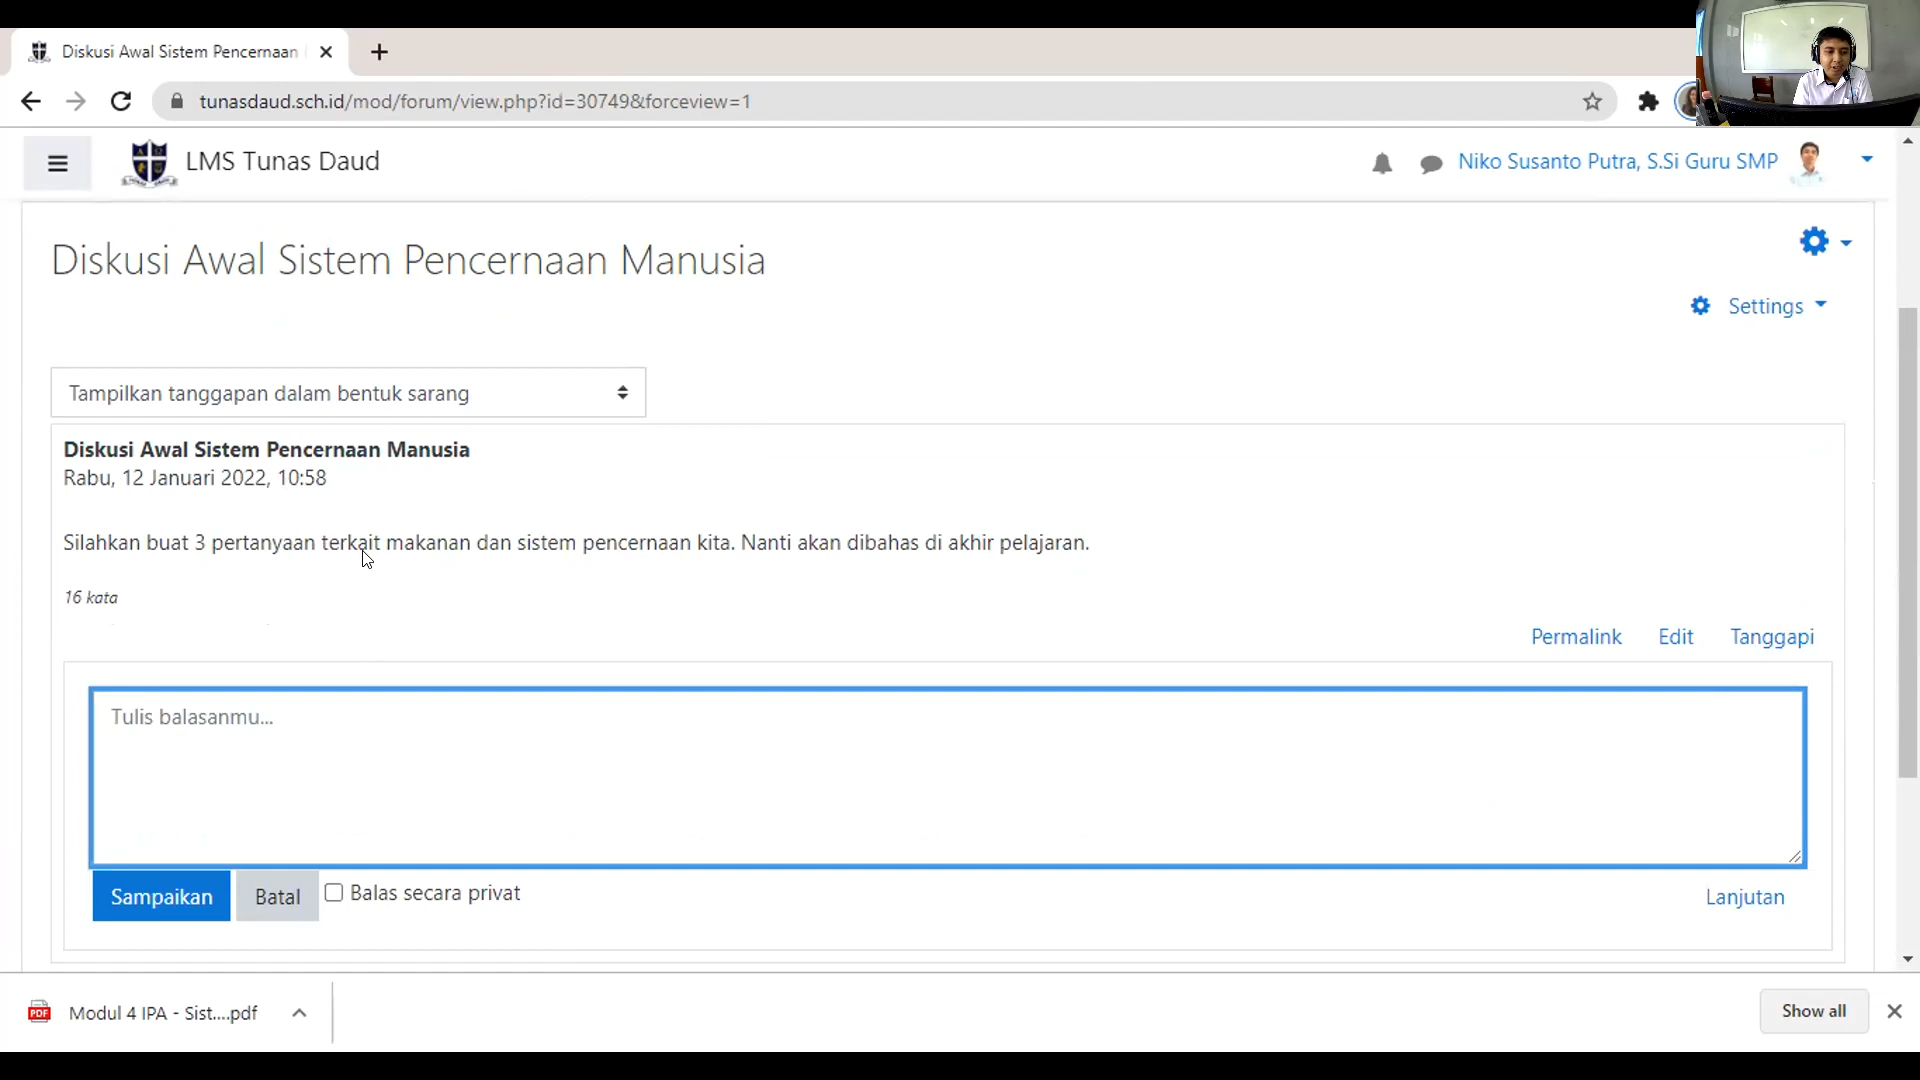 Diskusi Awal Sistem Pencernaan
tunasdaud.sch.id/mod/forum/view.php?id=30749&forceview=1
LMS Tunas Daud
Niko Susanto Putra, S.Si Guru SMP
Diskusi Awal Sistem Pencernaan Manusia
Settings
Tampilkan tanggapan dalam bentuk sarang
Diskusi Awal Sistem Pencernaan Manusia
Rabu, 12 Januari 2022, 10:58
Silahkan buat 3 pertanyaan terkait makanan dan sistem pencernaan kita. Nanti akan dibahas di akhir pelajaran.
16 kata
Permalink Edit Tanggapi
Tulis balasanmu...
Sampaikan Batal Balas secara privat Lanjutan
PDF Modul 4 IPA - Sist....pdf Show all